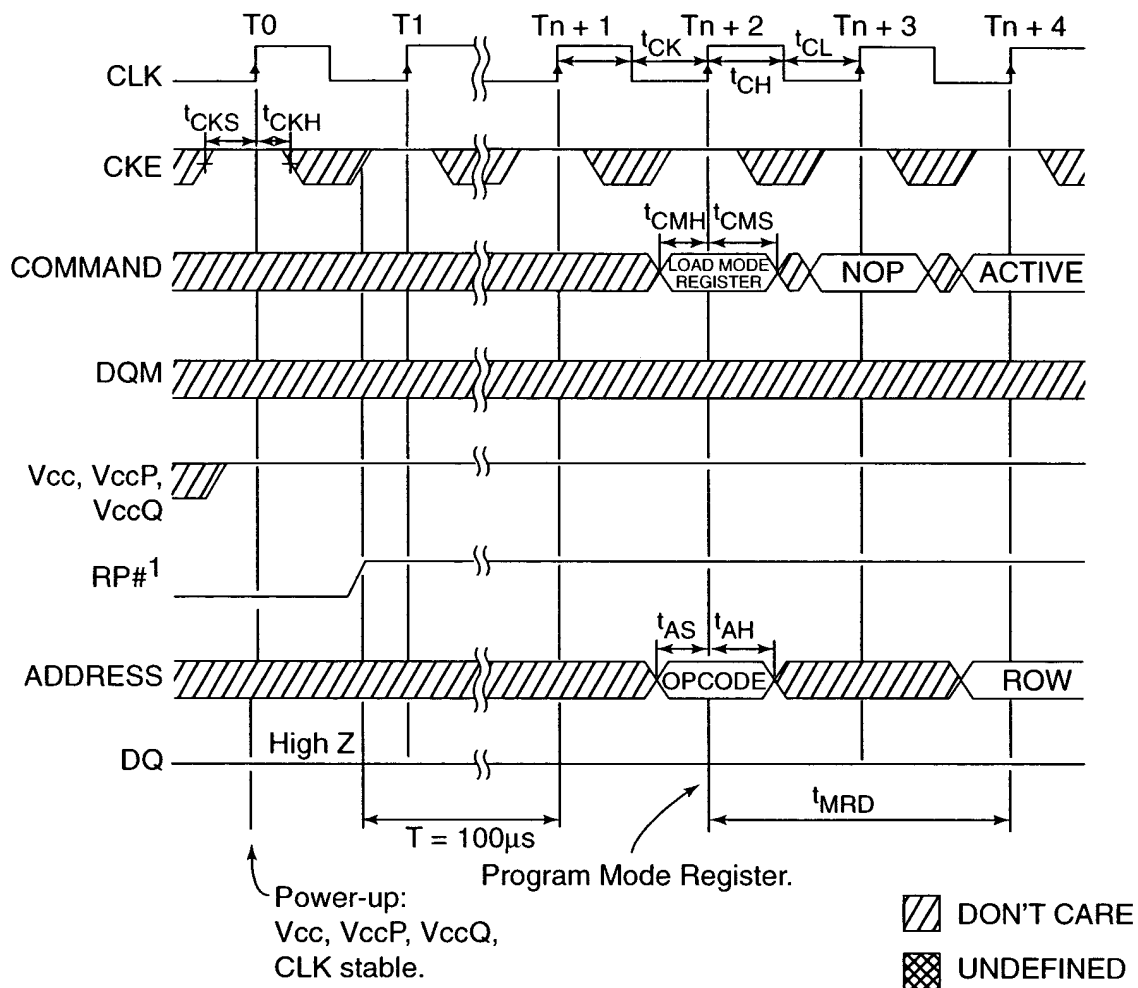 T0 T1 Tn + 1 Tn + 2 Tn + 3 Tn + 4
tCK tCL
CLK
tCH
tCKS tCKH
CKE
tCMH tCMS
COMMAND LOAD MODE REGISTER NOP ACTIVE
DQM
Vcc, VccP,
VccQ
RP#1
tAS tAH
ADDRESS OPCODE ROW
High Z
DQ
tMRD
T = 100µs
Program Mode Register.
Power-up:
Vcc, VccP, VccQ,
CLK stable.
DON'T CARE
UNDEFINED